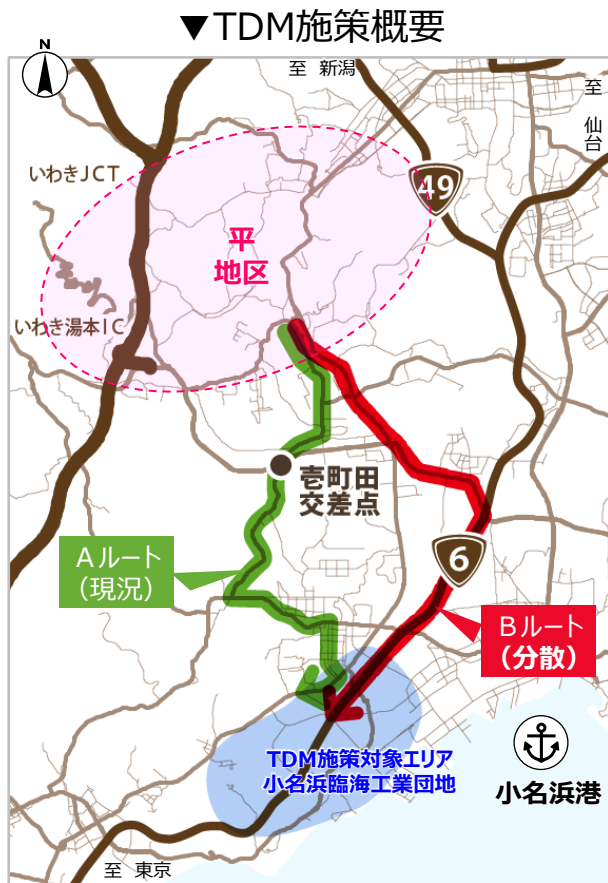 ▼TDM施策概要
N
至 新潟
至
仙
台
いわきJCT
49
平
地区
いわき湯本IC
壱町田
交差点
Aルート
(現況)
6
Bルート
(分散)
TDM施策対象エリア
小名浜臨海工業団地
小名浜港
至 東京